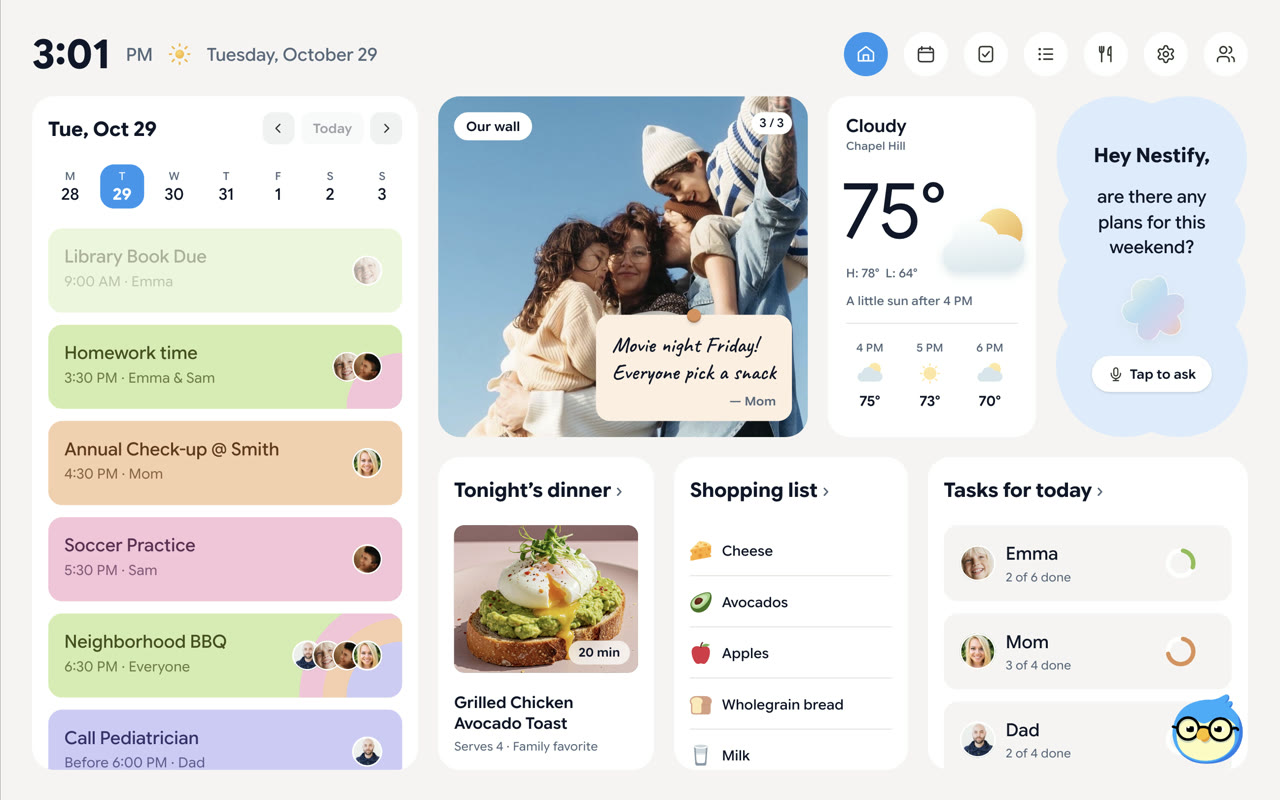 3:01 PM Tuesday, October 29
Tue, Oct 29
Today
M T W T F S S
28 29 30 31 1 2 3
Library Book Due
9:00 AM · Emma
Homework time
3:30 PM · Emma & Sam
Annual Check-up @ Smith
4:30 PM · Mom
Soccer Practice
5:30 PM · Sam
Neighborhood BBQ
6:30 PM · Everyone
Call Pediatrician
Before 6:00 PM · Dad
Our wall
3 / 3
Movie night Friday!
Everyone pick a snack
— Mom
Cloudy
Chapel Hill
75°
H: 78° L: 64°
A little sun after 4 PM
4 PM 5 PM 6 PM
75° 73° 70°
Hey Nestify,
are there any
plans for this
weekend?
Tap to ask
Tonight’s dinner ›
20 min
Grilled Chicken
Avocado Toast
Serves 4 · Family favorite
Shopping list ›
Cheese
Avocados
Apples
Wholegrain bread
Milk
Tasks for today ›
Emma
2 of 6 done
Mom
3 of 4 done
Dad
2 of 4 done